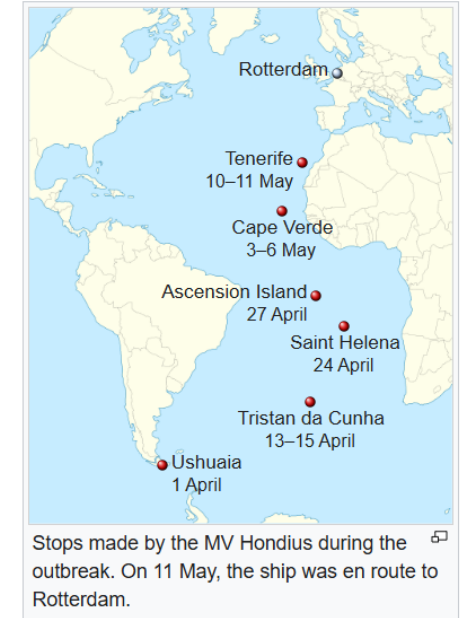 Rotterdam
Tenerife
10–11 May
Cape Verde
3–6 May
Ascension Island
27 April
Saint Helena
24 April
Tristan da Cunha
13–15 April
Ushuaia
1 April
Stops made by the MV Hondius during the
outbreak. On 11 May, the ship was en route to
Rotterdam.